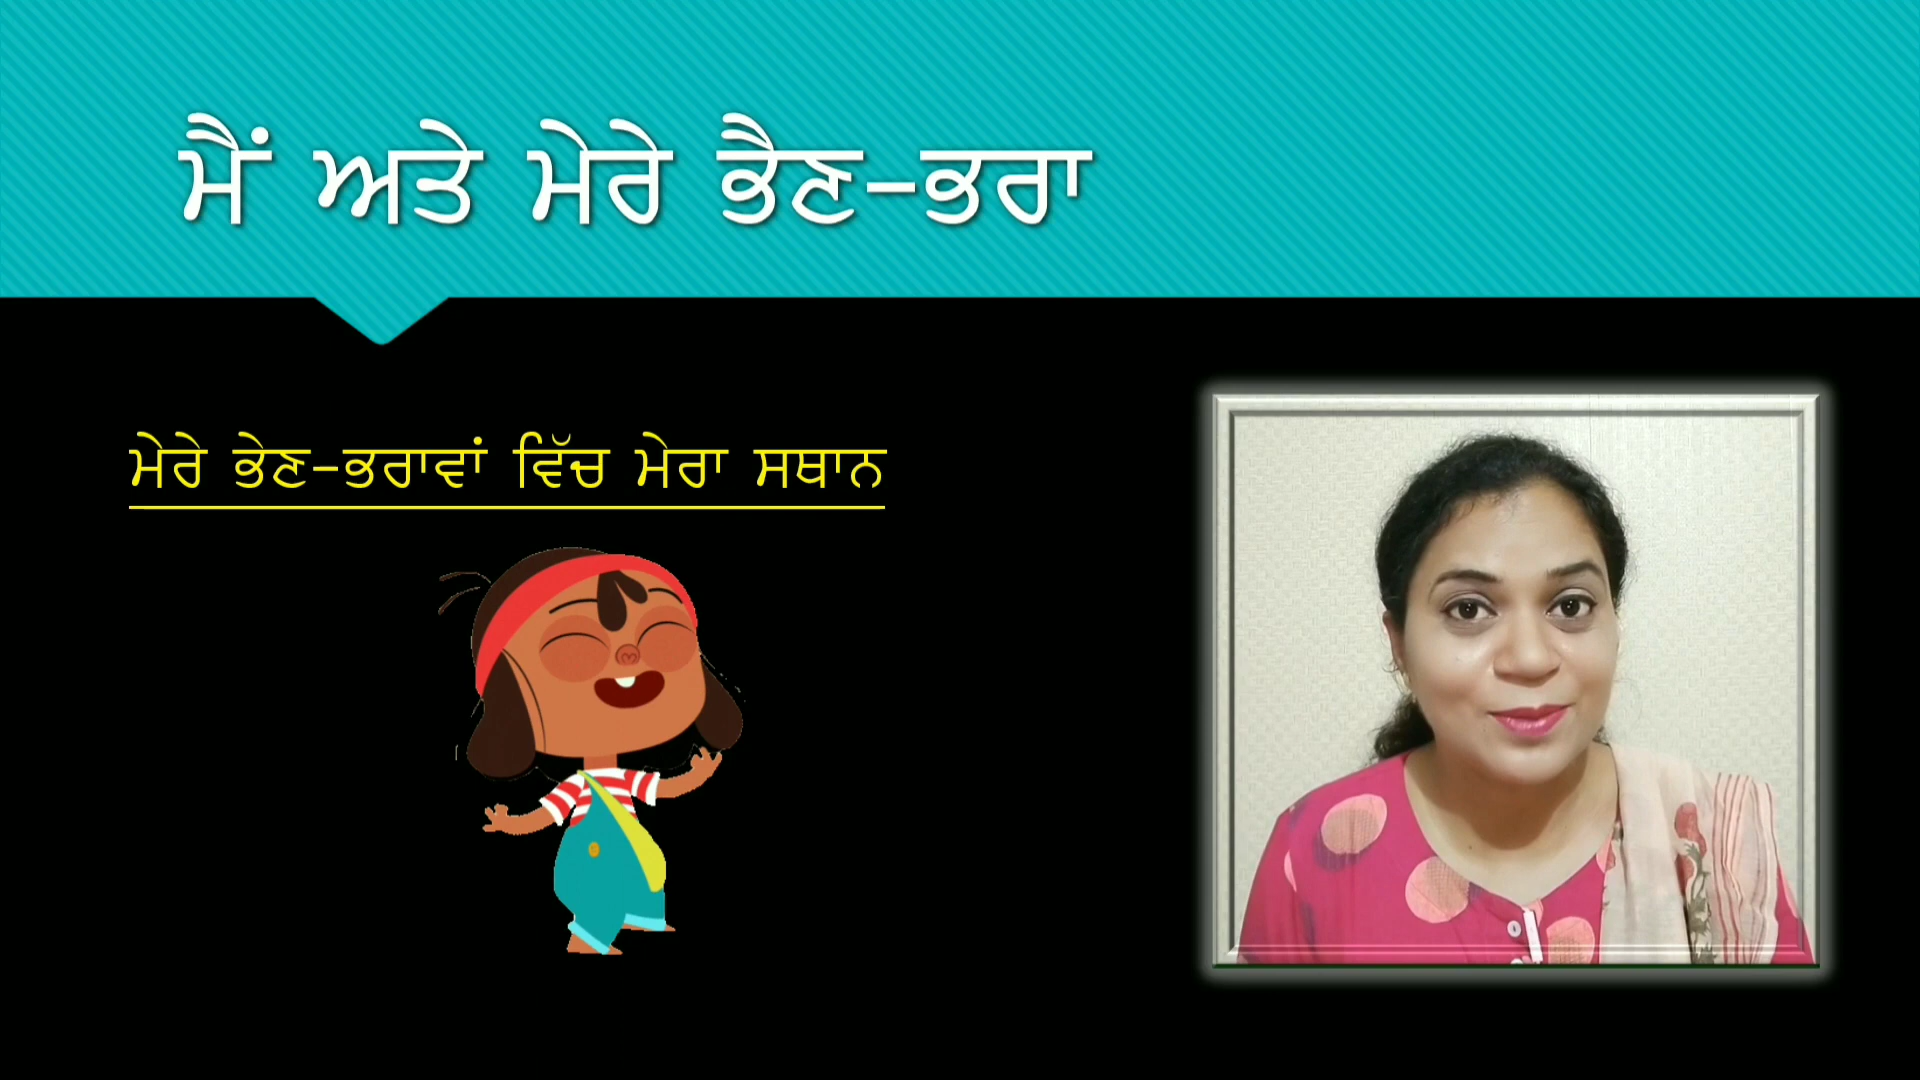 ਮੈਂ ਅਤੇ ਮੇਰੇ ਭੈਣ-ਭਰਾ
ਮੇਰੇ ਭੇਣ-ਭਰਾਵਾਂ ਵਿੱਚ ਮੇਰਾ ਸਥਾਨ